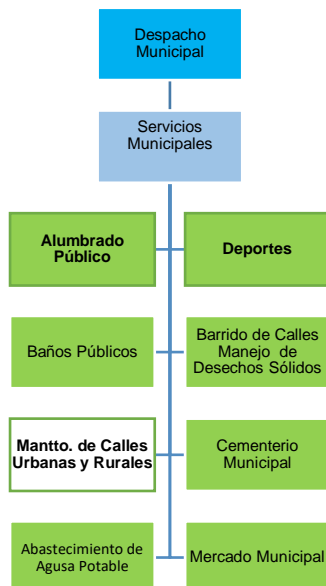 Despacho
Municipal
Servicios
Municipales
Alumbrado
Público
Deportes
Baños Públicos
Barrido de Calles
Manejo de
Desechos Sólidos
Mantto. de Calles
Urbanas y Rurales
Cementerio
Municipal
Abastecimiento de
Agusa Potable
Mercado Municipal